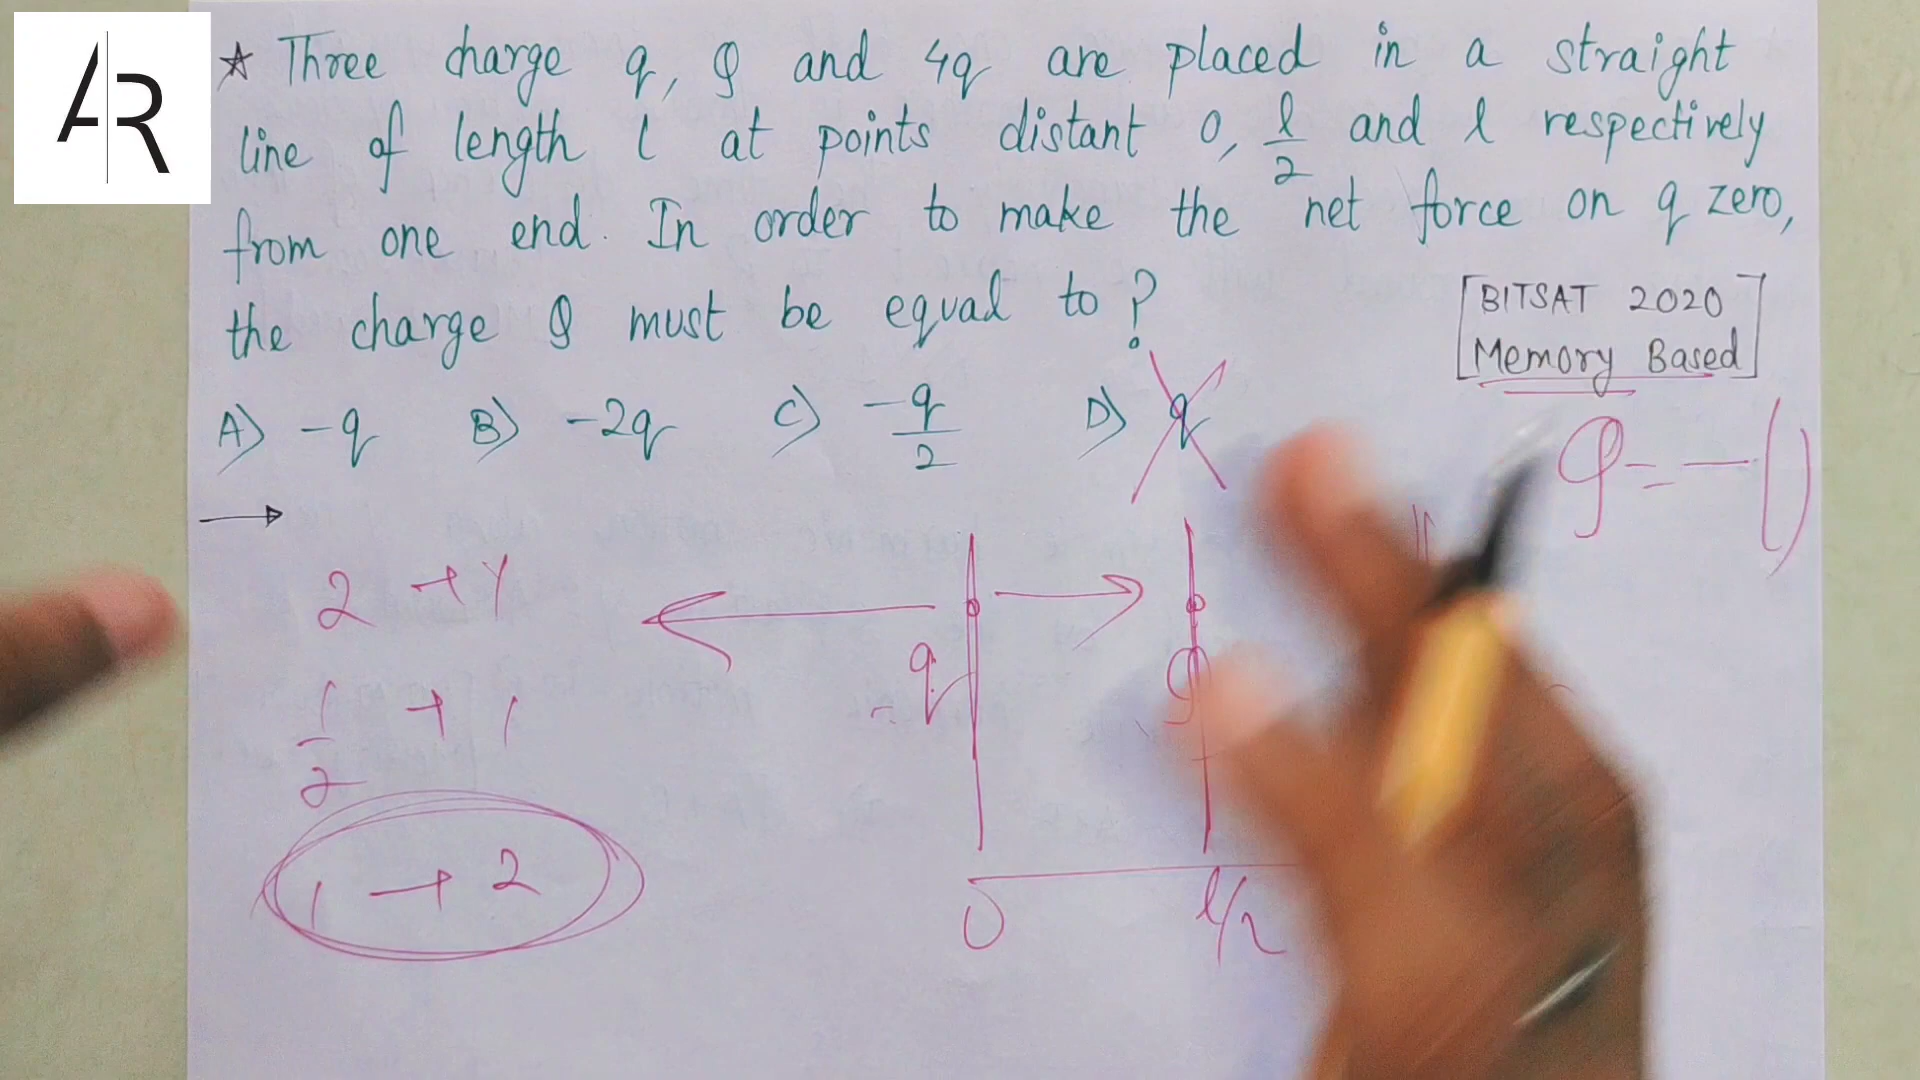 AR
☆ Three charge q, Q and 4q are placed in a straight
line of length l at points distant 0, l/2 and l respectively
from one end. In order to make the net force on q zero,
the charge Q must be equal to?
[BITSAT 2020
Memory Based]
A) -q B) -2q C) -q/2 D) q
Q = -
2 → 4
1/2 → 1
1 → 2
q
Q
0
l/2